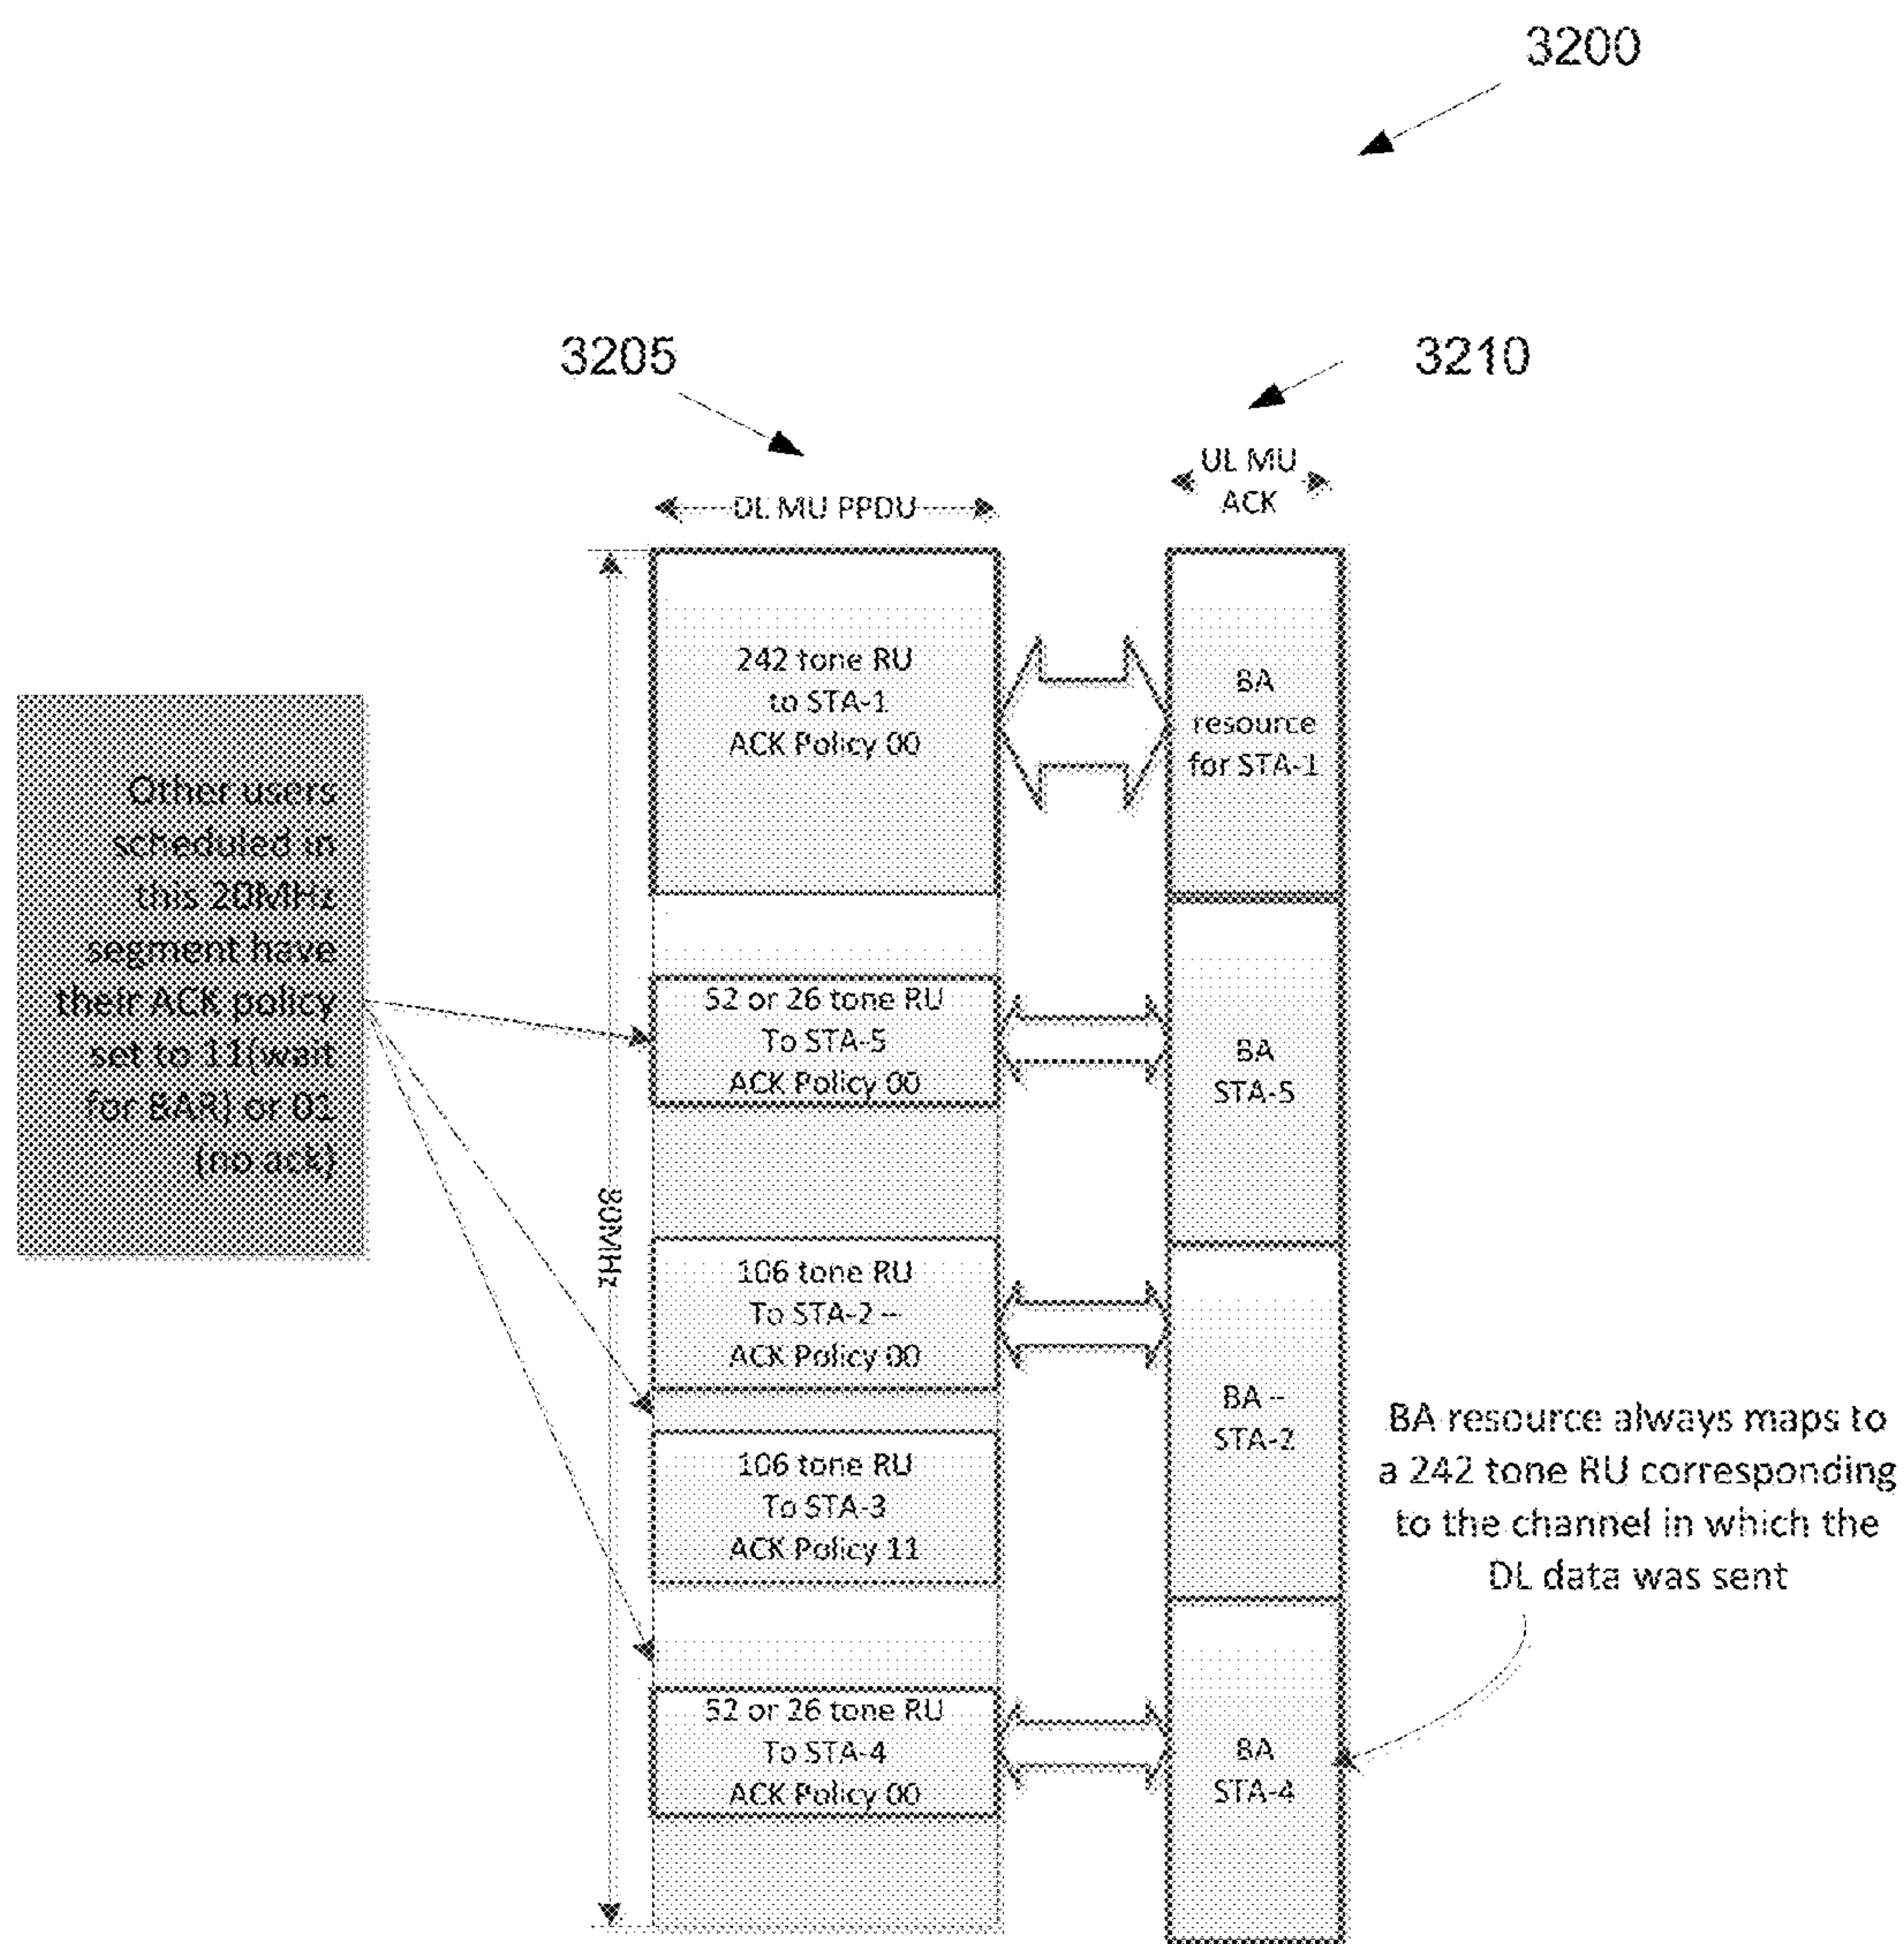 3200
3205
3210
DL MU PPDU
UL MU
ACK
242 tone RU
to STA-1
ACK Policy 00
BA
resource
for STA-1
Other users
scheduled in
this 20MHz
segment have
their ACK policy
set to 11(wait
for BAR) or 01
(no ack)
52 or 26 tone RU
To STA-5
ACK Policy 00
BA
STA-5
80MHz
106 tone RU
To STA-2 --
ACK Policy 00
BA --
STA-2
106 tone RU
To STA-3
ACK Policy 11
BA resource always maps to
a 242 tone RU corresponding
to the channel in which the
DL data was sent
52 or 26 tone RU
To STA-4
ACK Policy 00
BA
STA-4